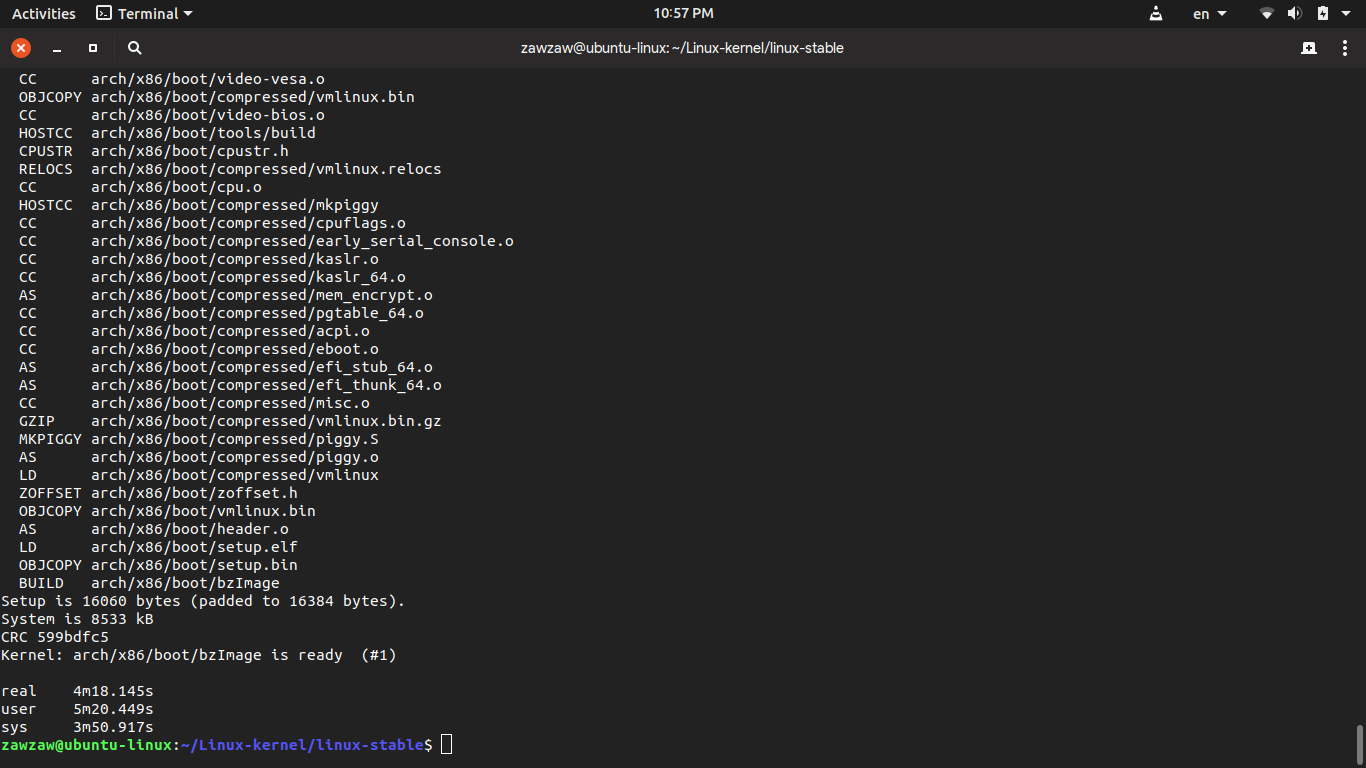 Activities Terminal 10:57 PM en
zawzaw@ubuntu-linux: ~/Linux-kernel/linux-stable
  CC      arch/x86/boot/video-vesa.o
  OBJCOPY arch/x86/boot/compressed/vmlinux.bin
  CC      arch/x86/boot/video-bios.o
  HOSTCC  arch/x86/boot/tools/build
  CPUSTR  arch/x86/boot/cpustr.h
  RELOCS  arch/x86/boot/compressed/vmlinux.relocs
  CC      arch/x86/boot/cpu.o
  HOSTCC  arch/x86/boot/compressed/mkpiggy
  CC      arch/x86/boot/compressed/cpuflags.o
  CC      arch/x86/boot/compressed/early_serial_console.o
  CC      arch/x86/boot/compressed/kaslr.o
  CC      arch/x86/boot/compressed/kaslr_64.o
  AS      arch/x86/boot/compressed/mem_encrypt.o
  CC      arch/x86/boot/compressed/pgtable_64.o
  CC      arch/x86/boot/compressed/acpi.o
  CC      arch/x86/boot/compressed/eboot.o
  AS      arch/x86/boot/compressed/efi_stub_64.o
  AS      arch/x86/boot/compressed/efi_thunk_64.o
  CC      arch/x86/boot/compressed/misc.o
  GZIP    arch/x86/boot/compressed/vmlinux.bin.gz
  MKPIGGY arch/x86/boot/compressed/piggy.S
  AS      arch/x86/boot/compressed/piggy.o
  LD      arch/x86/boot/compressed/vmlinux
  ZOFFSET arch/x86/boot/zoffset.h
  OBJCOPY arch/x86/boot/vmlinux.bin
  AS      arch/x86/boot/header.o
  LD      arch/x86/boot/setup.elf
  OBJCOPY arch/x86/boot/setup.bin
  BUILD   arch/x86/boot/bzImage
Setup is 16060 bytes (padded to 16384 bytes).
System is 8533 kB
CRC 599bdfc5
Kernel: arch/x86/boot/bzImage is ready  (#1)
real    4m18.145s
user    5m20.449s
sys     3m50.917s
zawzaw@ubuntu-linux:~/Linux-kernel/linux-stable$